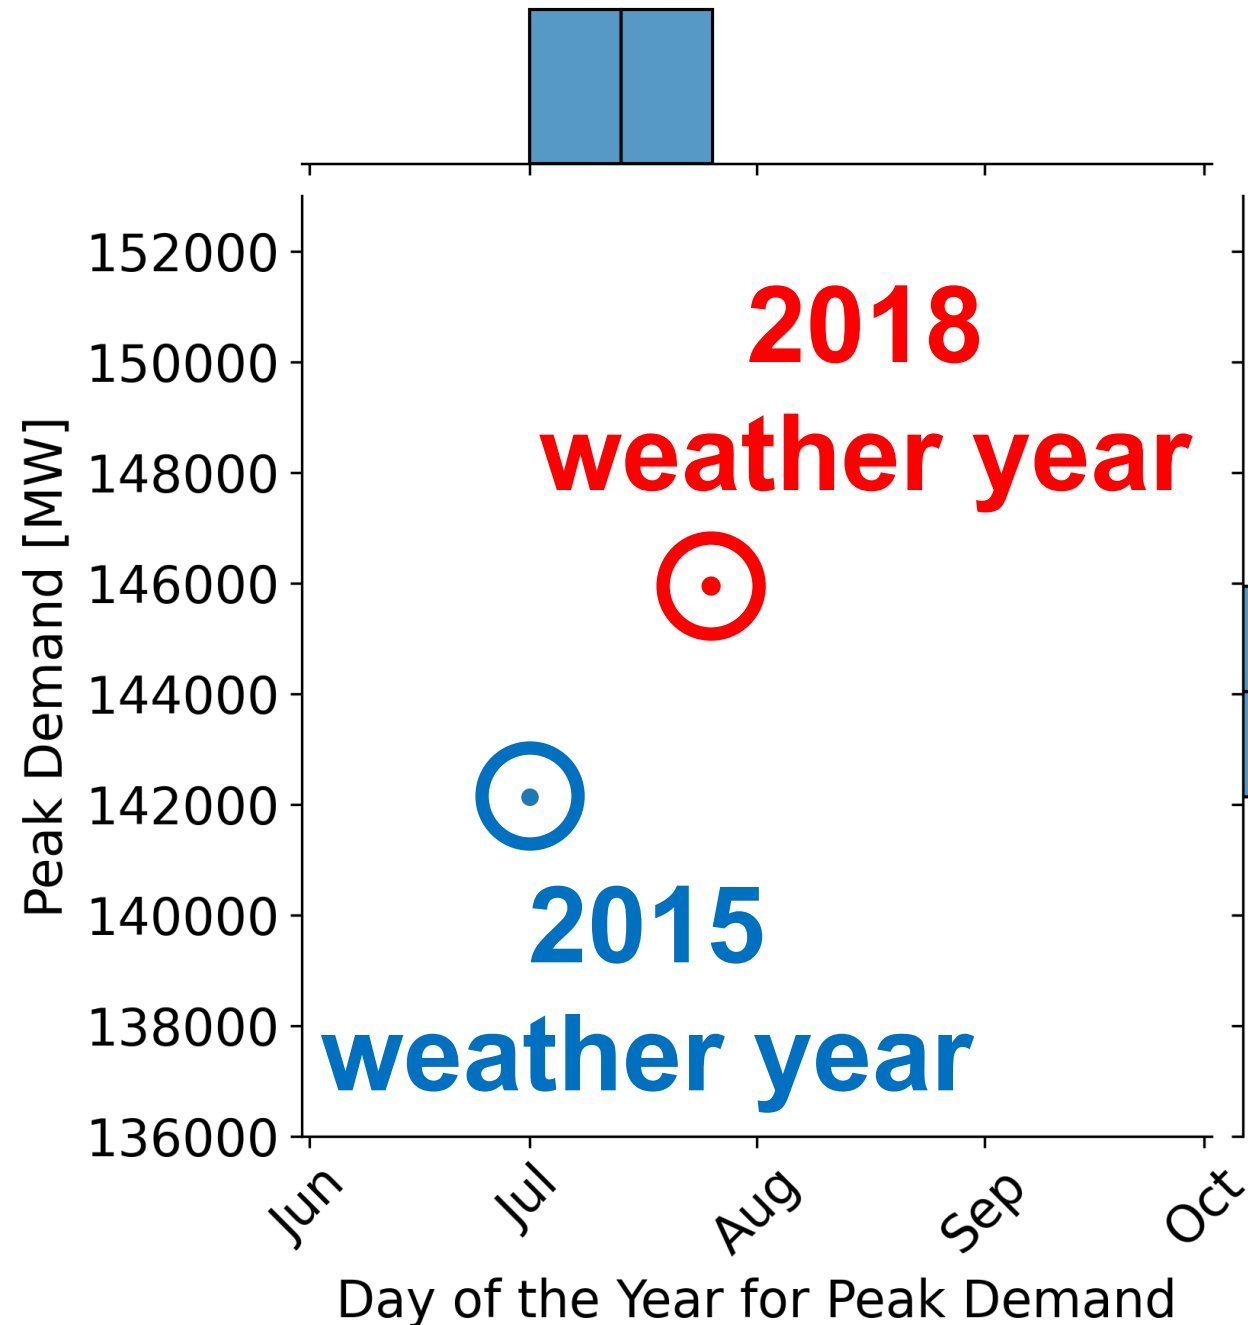 152000
150000
148000
146000
144000
142000
140000
138000
136000
Peak Demand [MW]
2018
weather year
2015
weather year
Jun
Jul
Aug
Sep
Oct
Day of the Year for Peak Demand